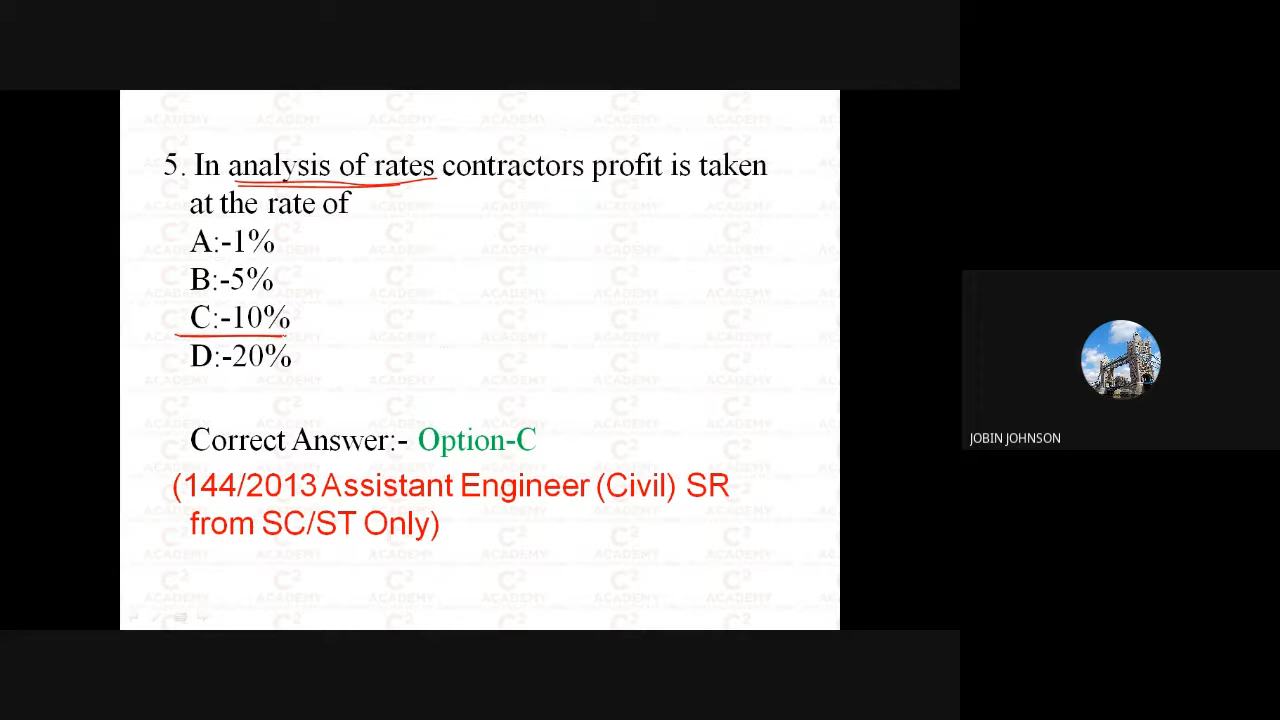 5. In analysis of rates contractors profit is taken
at the rate of
A:-1%
B:-5%
C:-10%
D:-20%
Correct Answer:- Option-C
(144/2013 Assistant Engineer (Civil) SR
from SC/ST Only)
JOBIN JOHNSON